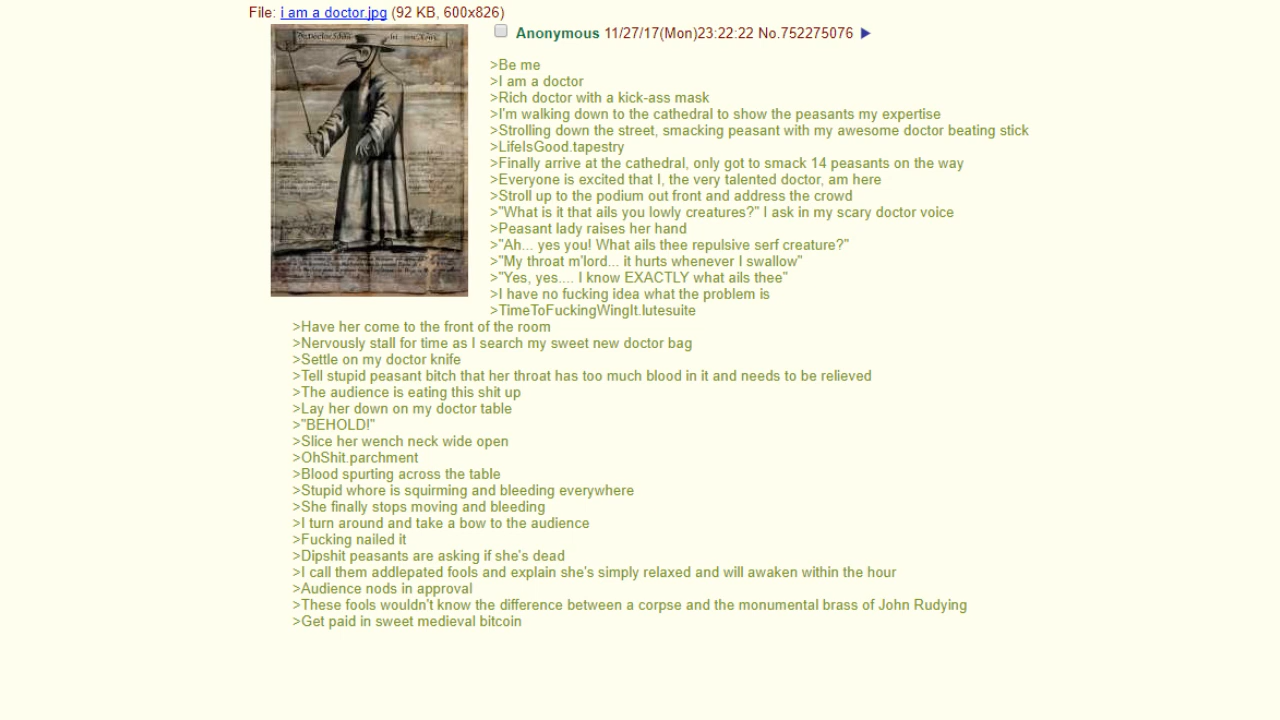 File: i am a doctor.jpg (92 KB, 600x826)
Anonymous 11/27/17(Mon)23:22:22 No.752275076
>Be me
>I am a doctor
>Rich doctor with a kick-ass mask
>I'm walking down to the cathedral to show the peasants my expertise
>Strolling down the street, smacking peasant with my awesome doctor beating stick
>LifeIsGood.tapestry
>Finally arrive at the cathedral, only got to smack 14 peasants on the way
>Everyone is excited that I, the very talented doctor, am here
>Stroll up to the podium out front and address the crowd
>"What is it that ails you lowly creatures?" I ask in my scary doctor voice
>Peasant lady raises her hand
>"Ah... yes you! What ails thee repulsive serf creature?"
>"My throat m'lord... it hurts whenever I swallow"
>"Yes, yes.... I know EXACTLY what ails thee"
>I have no fucking idea what the problem is
>TimeToFuckingWingIt.lutesuite
>Have her come to the front of the room
>Nervously stall for time as I search my sweet new doctor bag
>Settle on my doctor knife
>Tell stupid peasant bitch that her throat has too much blood in it and needs to be relieved
>The audience is eating this shit up
>Lay her down on my doctor table
>"BEHOLD!"
>Slice her wench neck wide open
>OhShit.parchment
>Blood spurting across the table
>Stupid whore is squirming and bleeding everywhere
>She finally stops moving and bleeding
>I turn around and take a bow to the audience
>Fucking nailed it
>Dipshit peasants are asking if she's dead
>I call them addlepated fools and explain she's simply relaxed and will awaken within the hour
>Audience nods in approval
>These fools wouldn't know the difference between a corpse and the monumental brass of John Rudying
>Get paid in sweet medieval bitcoin